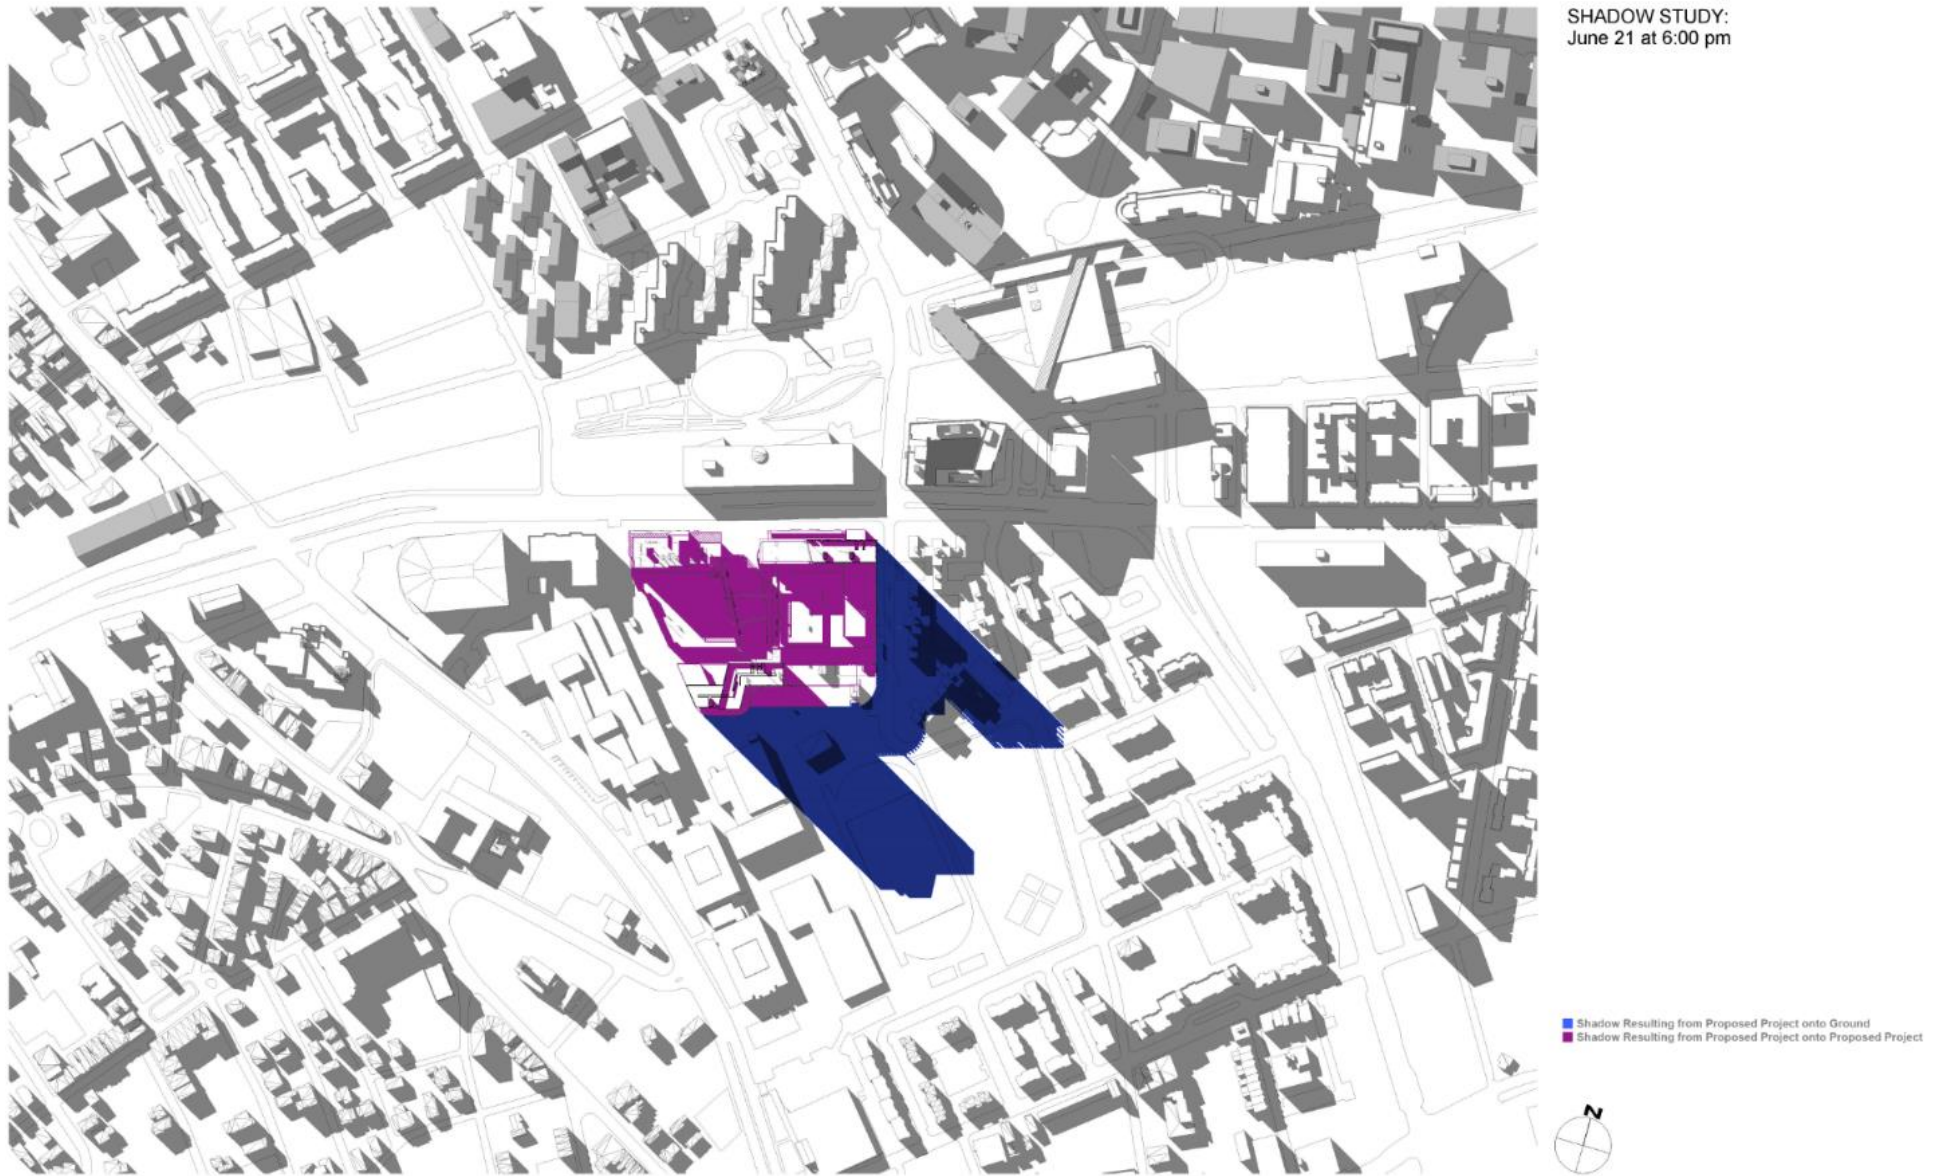 SHADOW STUDY:
June 21 at 6:00 pm
Shadow Resulting from Proposed Project onto Ground
Shadow Resulting from Proposed Project onto Proposed Project
N